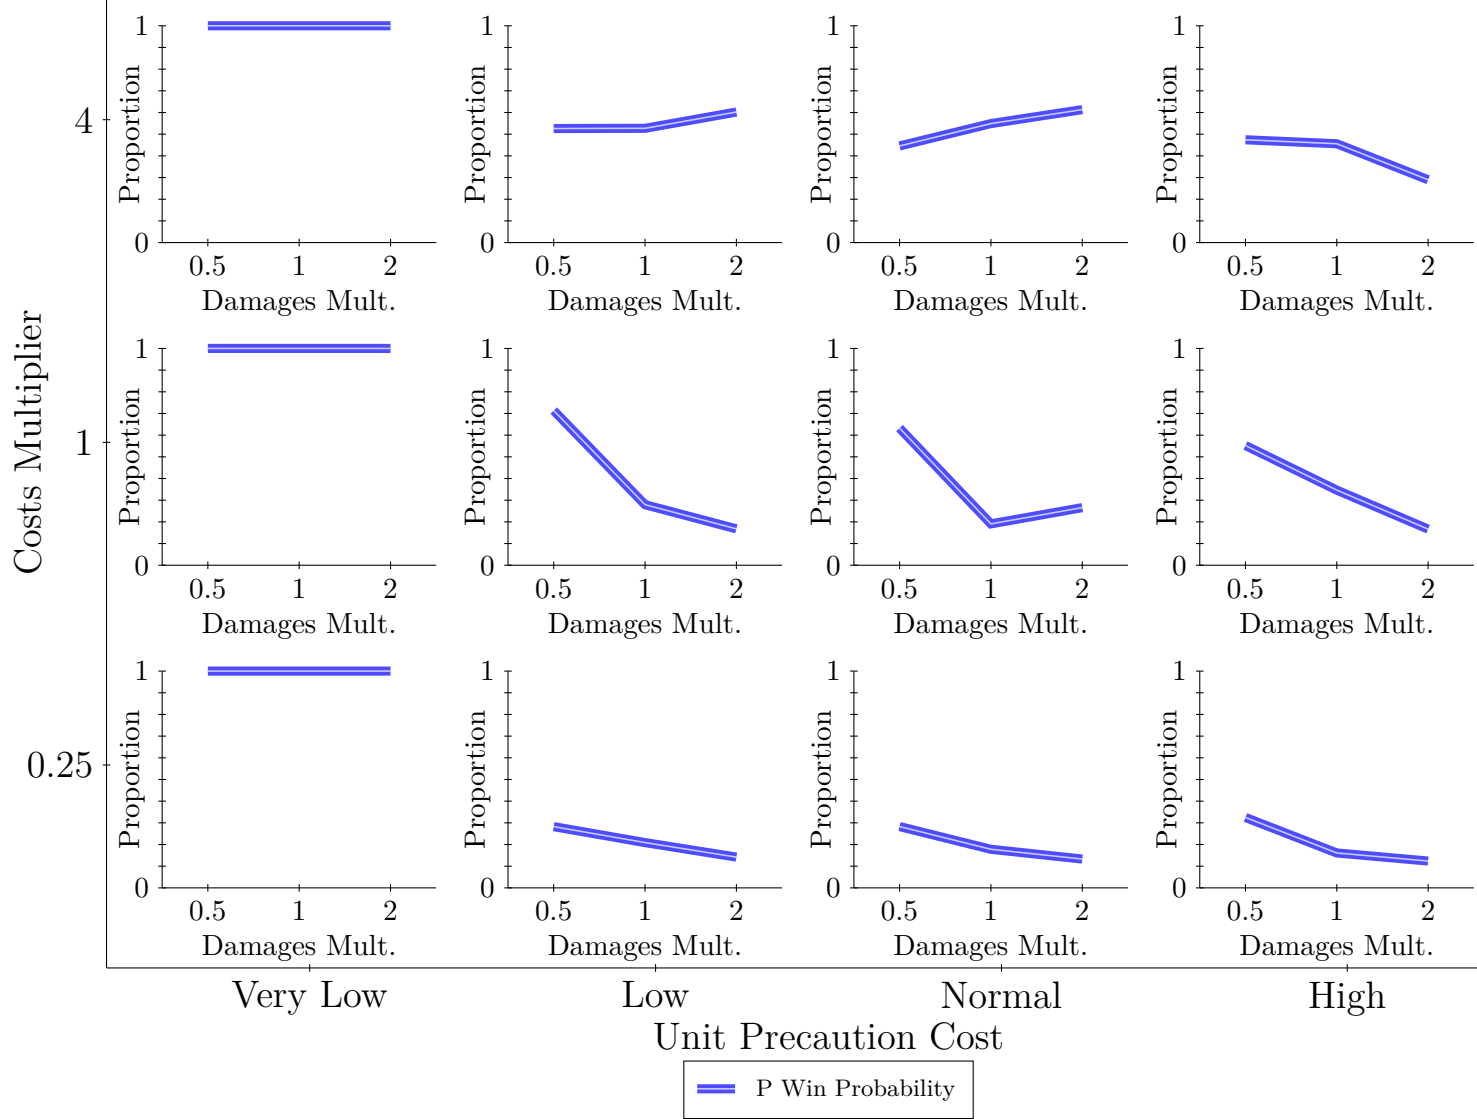 1
Proportion
0
0.5 1 2
Damages Mult.
1
Proportion
0
0.5 1 2
Damages Mult.
1
Proportion
0
0.5 1 2
Damages Mult.
1
Proportion
0
0.5 1 2
Damages Mult.
1
Proportion
0
0.5 1 2
Damages Mult.
1
Proportion
0
0.5 1 2
Damages Mult.
1
Proportion
0
0.5 1 2
Damages Mult.
1
Proportion
0
0.5 1 2
Damages Mult.
1
Proportion
0
0.5 1 2
Damages Mult.
1
Proportion
0
0.5 1 2
Damages Mult.
1
Proportion
0
0.5 1 2
Damages Mult.
1
Proportion
0
0.5 1 2
Damages Mult.
4
1
0.25
Costs Multiplier
Very Low Low Normal High
Unit Precaution Cost
P Win Probability